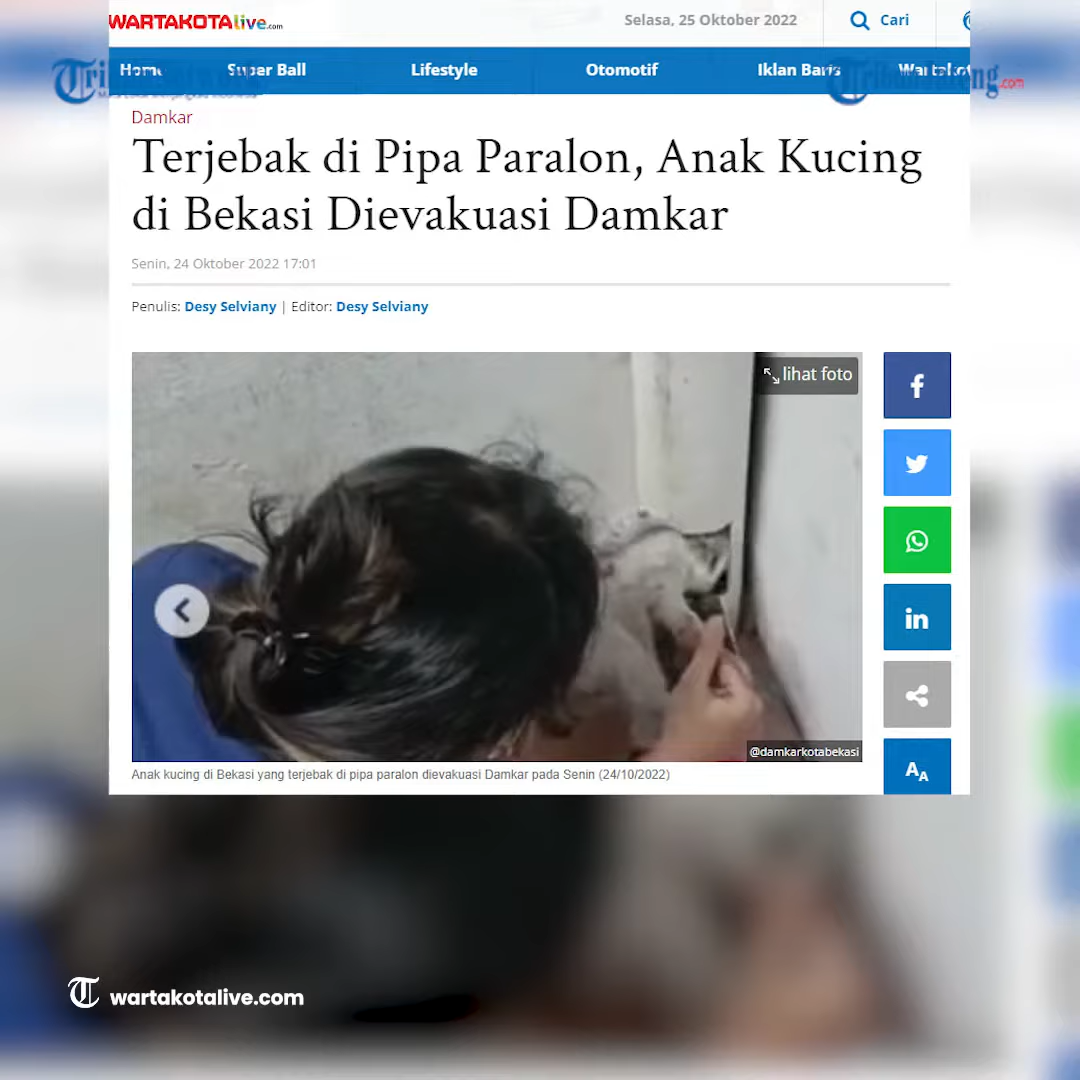 WARTAKOTAlive.com
Selasa, 25 Oktober 2022
Cari
Home
Super Ball
Lifestyle
Otomotif
Iklan Baris
Damkar
Terjebak di Pipa Paralon, Anak Kucing
di Bekasi Dievakuasi Damkar
Senin, 24 Oktober 2022 17:01
Penulis: Desy Selviany | Editor: Desy Selviany
lihat foto
@damkarkotabekasi
Anak kucing di Bekasi yang terjebak di pipa paralon dievakuasi Damkar pada Senin (24/10/2022)
wartakotalive.com